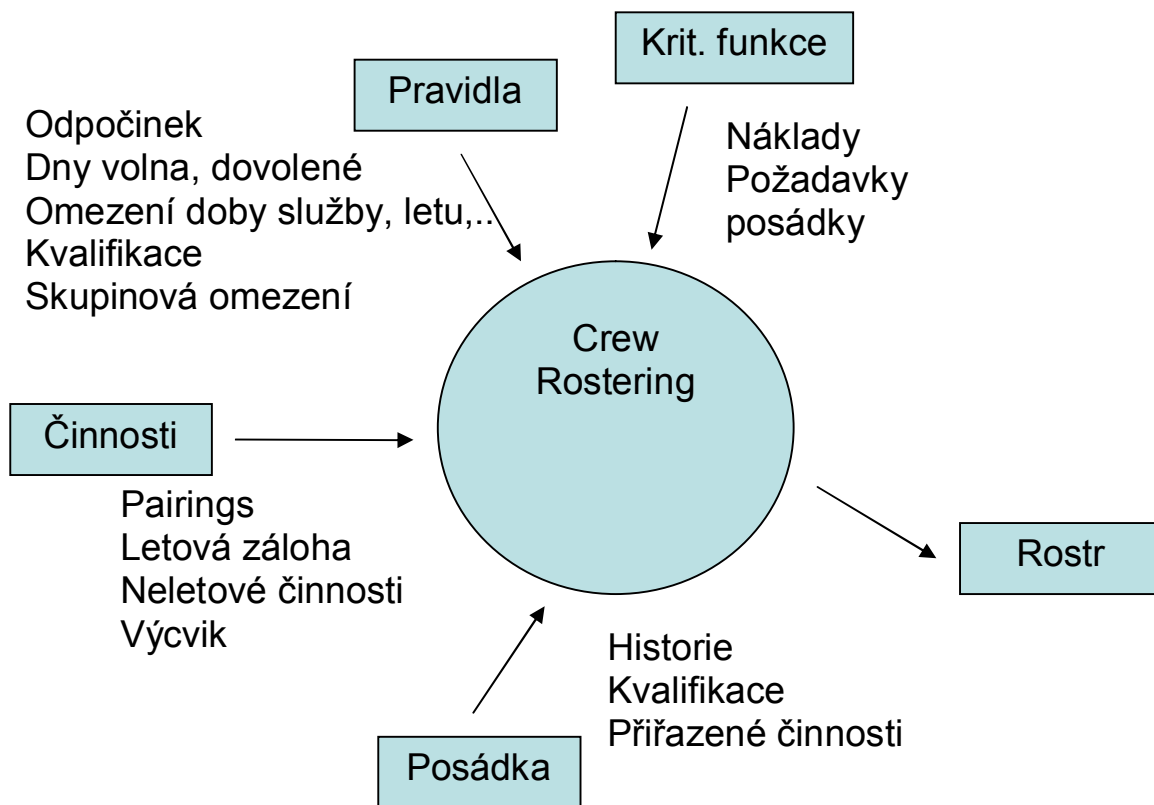 Krit. funkce
Pravidla
Odpočinek
Dny volna, dovolené
Omezení doby služby, letu,..
Kvalifikace
Skupinová omezení
Náklady
Požadavky
posádky
Crew
Rostering
Činnosti
Pairings
Letová záloha
Neletové činnosti
Výcvik
Rostr
Historie
Kvalifikace
Přiřazené činnosti
Posádka